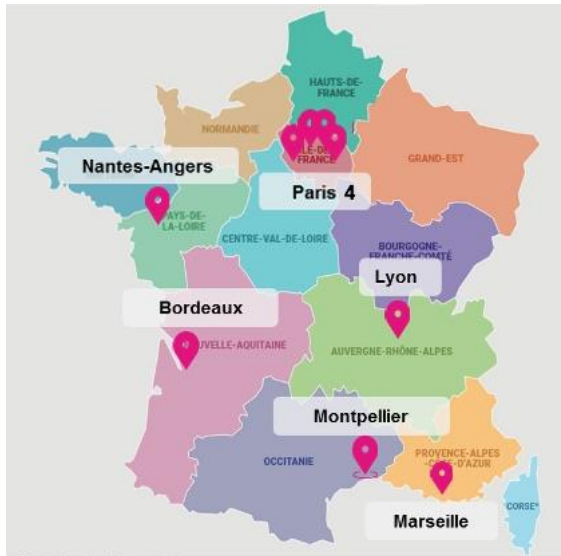 HAUTS-DE-
FRANCE
NORMANDIE
GRAND-EST
FRANCE
Nantes-Angers
Paris 4
PAYS-DE-
LA-LOIRE
CENTRE-VAL-DE-LOIRE
BOURGOGNE-
FRANCHE-COMTÉ
Lyon
Bordeaux
AUVERGNE-RHÔNE-ALPES
Montpellier
OCCITANIE
PROVENCE-ALPES
Marseille
CORSE*